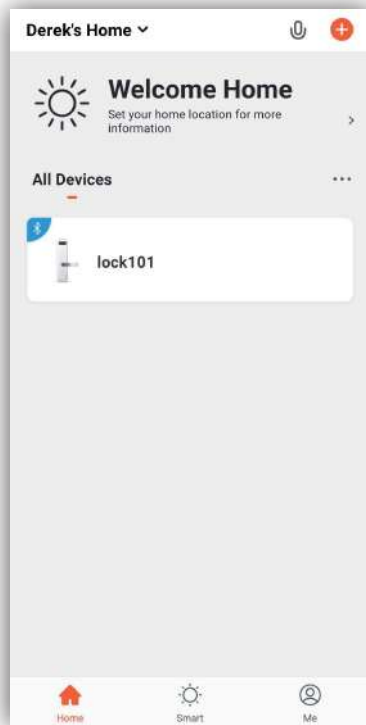 Derek's Home
Welcome Home
Set your home location for more
information
All Devices
lock101
Home
Smart
Me